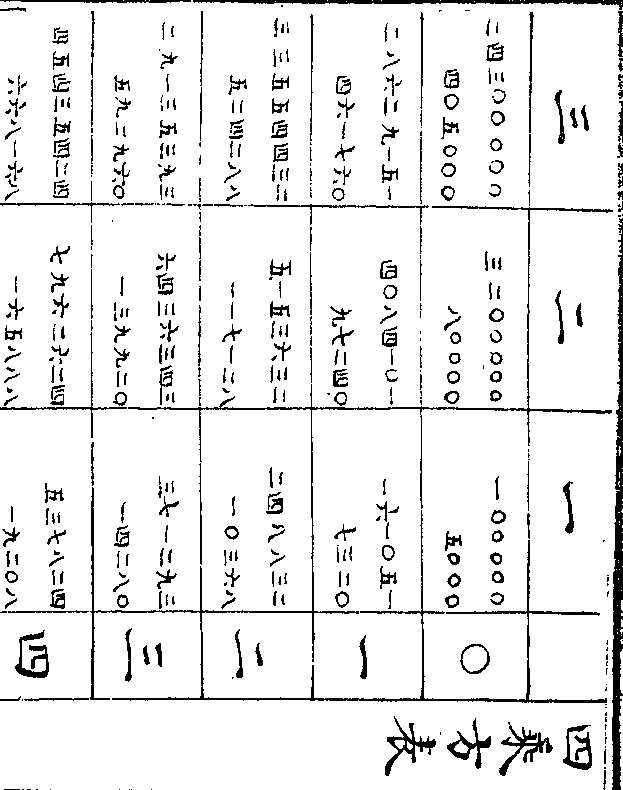 四乘方表
〇
一
二
三
四
一
一〇〇〇〇〇
五〇〇〇
一六一〇五一
七三二〇
二四八八三二
一〇三六八
三七一二九三
一四二八〇
五三七八二四
一九二〇八
二
三二〇〇〇〇〇
八〇〇〇〇
四〇八四一〇一
九七二四〇
五一五三六三二
一一七一二八
六四三六三四三
一三九九二〇
七九六二六二四
一六五八八八
三
二四三〇〇〇〇〇
四〇五〇〇〇
二八六二九一五一
四六一七六〇
三三五五四四三二
五二四二八八
二九一三五三九三
五九二九六〇
四五四三五四二四
六六八一六八